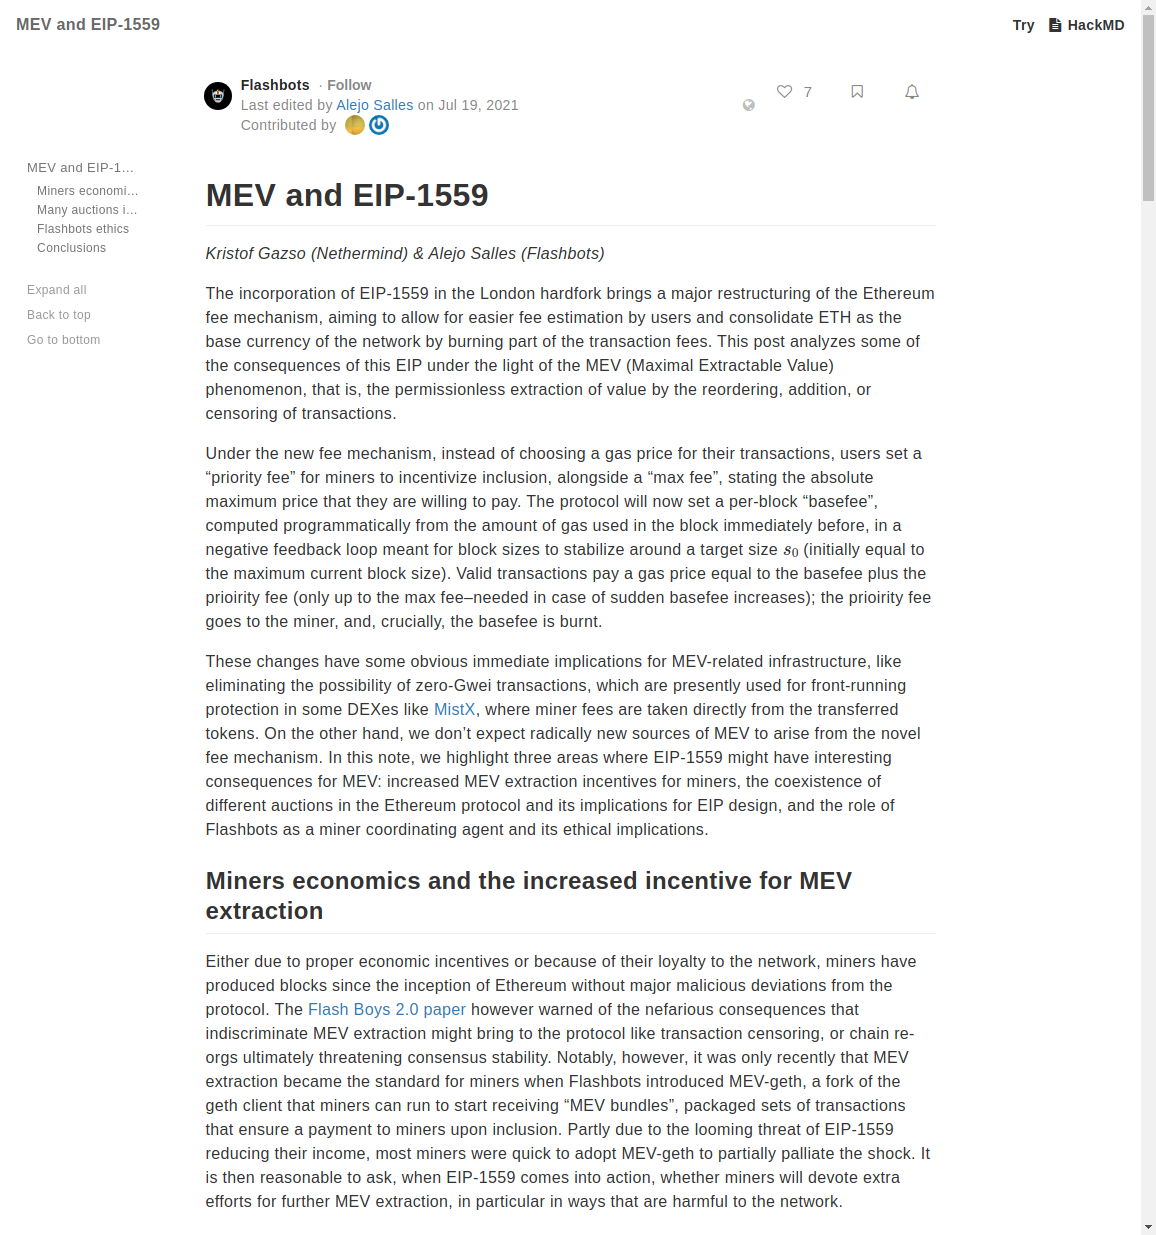 MEV and EIP-1559
Try HackMD
Flashbots · Follow
Last edited by Alejo Salles on Jul 19, 2021
Contributed by
7
MEV and EIP-1…
Miners economi…
Many auctions i…
Flashbots ethics
Conclusions
Expand all
Back to top
Go to bottom
MEV and EIP-1559
Kristof Gazso (Nethermind) & Alejo Salles (Flashbots)
The incorporation of EIP-1559 in the London hardfork brings a major restructuring of the Ethereum
fee mechanism, aiming to allow for easier fee estimation by users and consolidate ETH as the
base currency of the network by burning part of the transaction fees. This post analyzes some of
the consequences of this EIP under the light of the MEV (Maximal Extractable Value)
phenomenon, that is, the permissionless extraction of value by the reordering, addition, or
censoring of transactions.
Under the new fee mechanism, instead of choosing a gas price for their transactions, users set a
“priority fee” for miners to incentivize inclusion, alongside a “max fee”, stating the absolute
maximum price that they are willing to pay. The protocol will now set a per-block “basefee”,
computed programmatically from the amount of gas used in the block immediately before, in a
negative feedback loop meant for block sizes to stabilize around a target size s₀ (initially equal to
the maximum current block size). Valid transactions pay a gas price equal to the basefee plus the
prioirity fee (only up to the max fee–needed in case of sudden basefee increases); the prioirity fee
goes to the miner, and, crucially, the basefee is burnt.
These changes have some obvious immediate implications for MEV-related infrastructure, like
eliminating the possibility of zero-Gwei transactions, which are presently used for front-running
protection in some DEXes like MistX, where miner fees are taken directly from the transferred
tokens. On the other hand, we don’t expect radically new sources of MEV to arise from the novel
fee mechanism. In this note, we highlight three areas where EIP-1559 might have interesting
consequences for MEV: increased MEV extraction incentives for miners, the coexistence of
different auctions in the Ethereum protocol and its implications for EIP design, and the role of
Flashbots as a miner coordinating agent and its ethical implications.
Miners economics and the increased incentive for MEV
extraction
Either due to proper economic incentives or because of their loyalty to the network, miners have
produced blocks since the inception of Ethereum without major malicious deviations from the
protocol. The Flash Boys 2.0 paper however warned of the nefarious consequences that
indiscriminate MEV extraction might bring to the protocol like transaction censoring, or chain re-
orgs ultimately threatening consensus stability. Notably, however, it was only recently that MEV
extraction became the standard for miners when Flashbots introduced MEV-geth, a fork of the
geth client that miners can run to start receiving “MEV bundles”, packaged sets of transactions
that ensure a payment to miners upon inclusion. Partly due to the looming threat of EIP-1559
reducing their income, most miners were quick to adopt MEV-geth to partially palliate the shock. It
is then reasonable to ask, when EIP-1559 comes into action, whether miners will devote extra
efforts for further MEV extraction, in particular in ways that are harmful to the network.